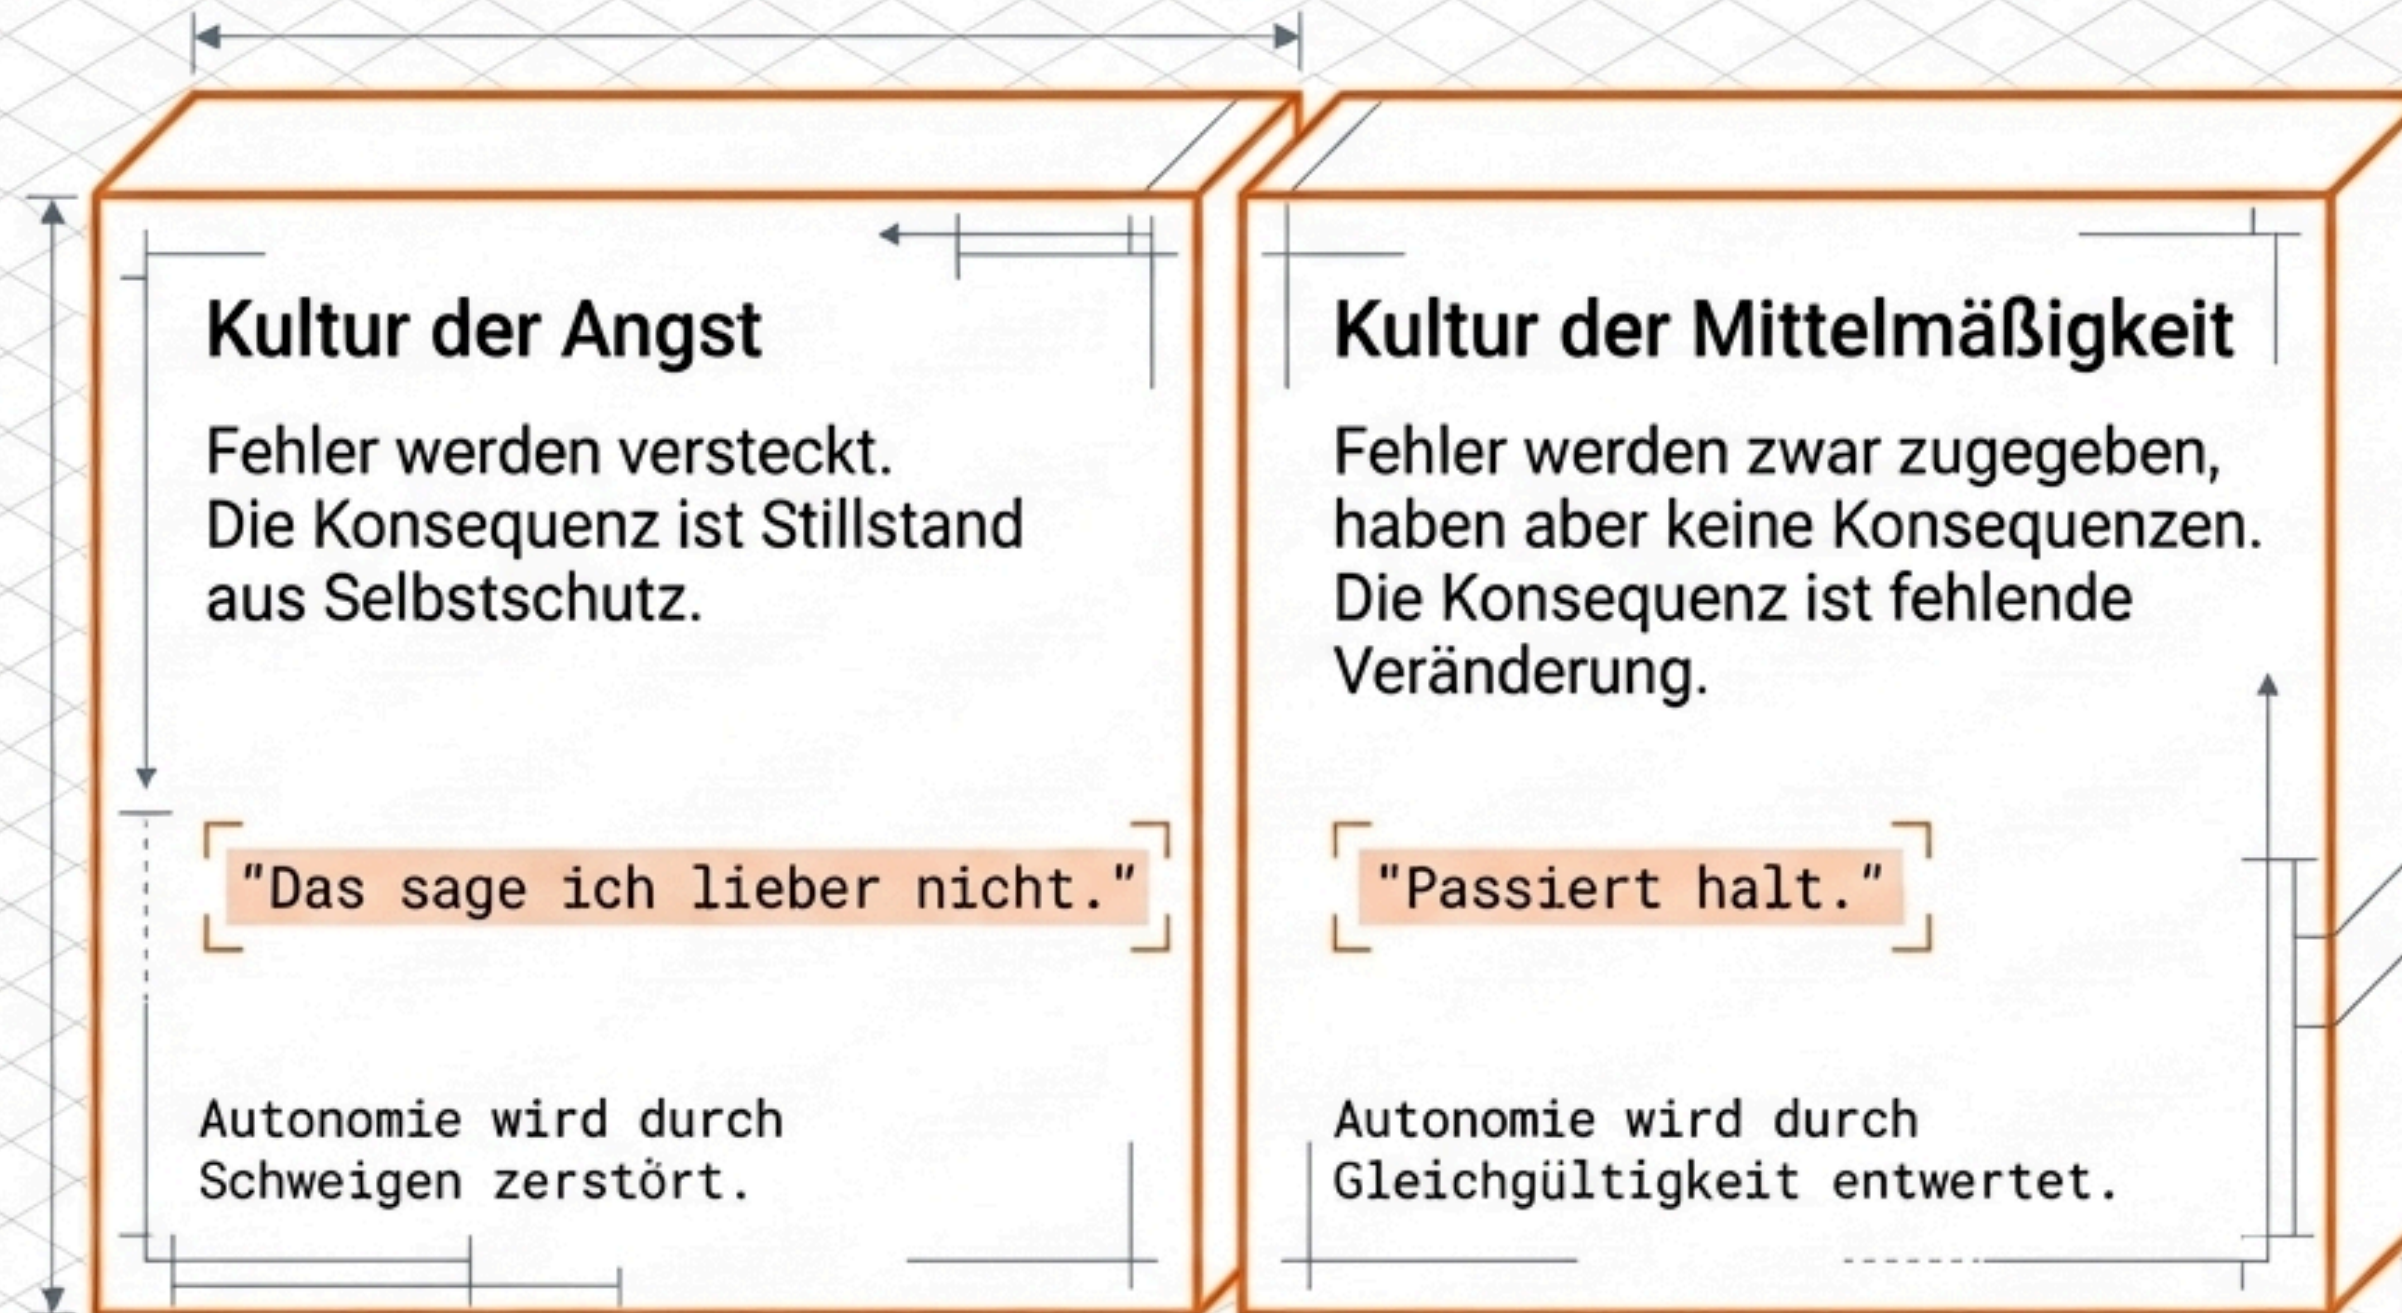 Kultur der Angst
Fehler werden versteckt.
Die Konsequenz ist Stillstand
aus Selbstschutz.
"Das sage ich lieber nicht."
Autonomie wird durch
Schweigen zerstört.
Kultur der Mittelmäßigkeit
Fehler werden zwar zugegeben,
haben aber keine Konsequenzen.
Die Konsequenz ist fehlende
Veränderung.
"Passiert halt."
Autonomie wird durch
Gleichgültigkeit entwertet.